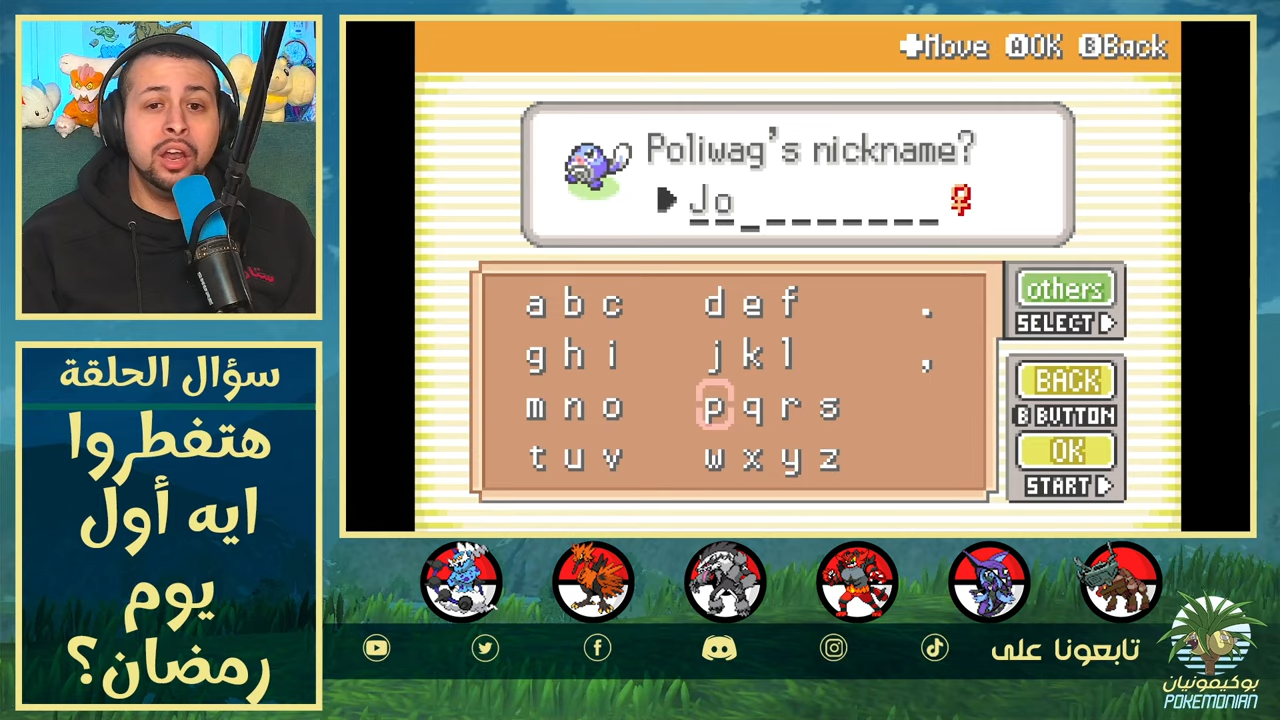 Move A OK B Back
Poliwag's nickname?
Jo
a b c d e f .
g h i j k l ,
m n o p q r s
t u v w x y z
others
SELECT
BACK
B BUTTON
OK
START
سؤال الحلقة
هتفطروا
ايه أول
يوم
رمضان؟
تابعونا على
بوكيمونيان
POKEMONIAN